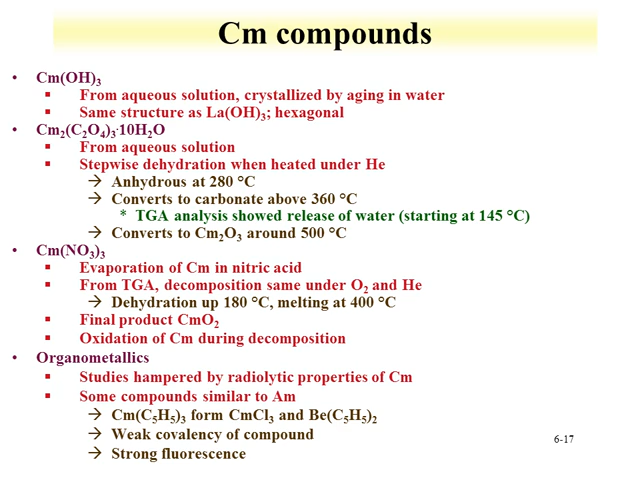 Cm compounds
• Cm(OH)₃
▪ From aqueous solution, crystallized by aging in water
▪ Same structure as La(OH)₃; hexagonal
• Cm₂(C₂O₄)₃·10H₂O
▪ From aqueous solution
▪ Stepwise dehydration when heated under He
→ Anhydrous at 280 °C
→ Converts to carbonate above 360 °C
* TGA analysis showed release of water (starting at 145 °C)
→ Converts to Cm₂O₃ around 500 °C
• Cm(NO₃)₃
▪ Evaporation of Cm in nitric acid
▪ From TGA, decomposition same under O₂ and He
→ Dehydration up 180 °C, melting at 400 °C
▪ Final product CmO₂
▪ Oxidation of Cm during decomposition
• Organometallics
▪ Studies hampered by radiolytic properties of Cm
▪ Some compounds similar to Am
→ Cm(C₅H₅)₃ form CmCl₃ and Be(C₅H₅)₂
→ Weak covalency of compound
→ Strong fluorescence
6-17